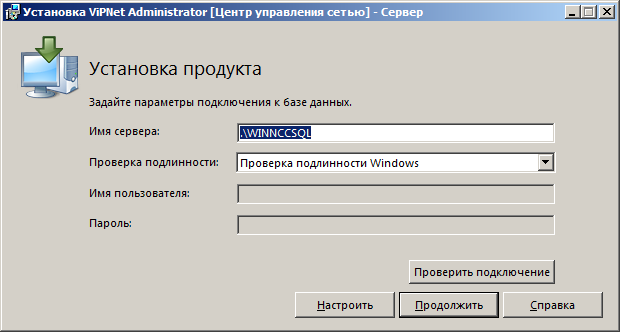 Установка ViPNet Administrator [Центр управления сетью] - Сервер
Установка продукта
Задайте параметры подключения к базе данных.
Имя сервера: .\WINNCCSQL
Проверка подлинности: Проверка подлинности Windows
Имя пользователя:
Пароль:
Проверить подключение
Настроить Продолжить Справка